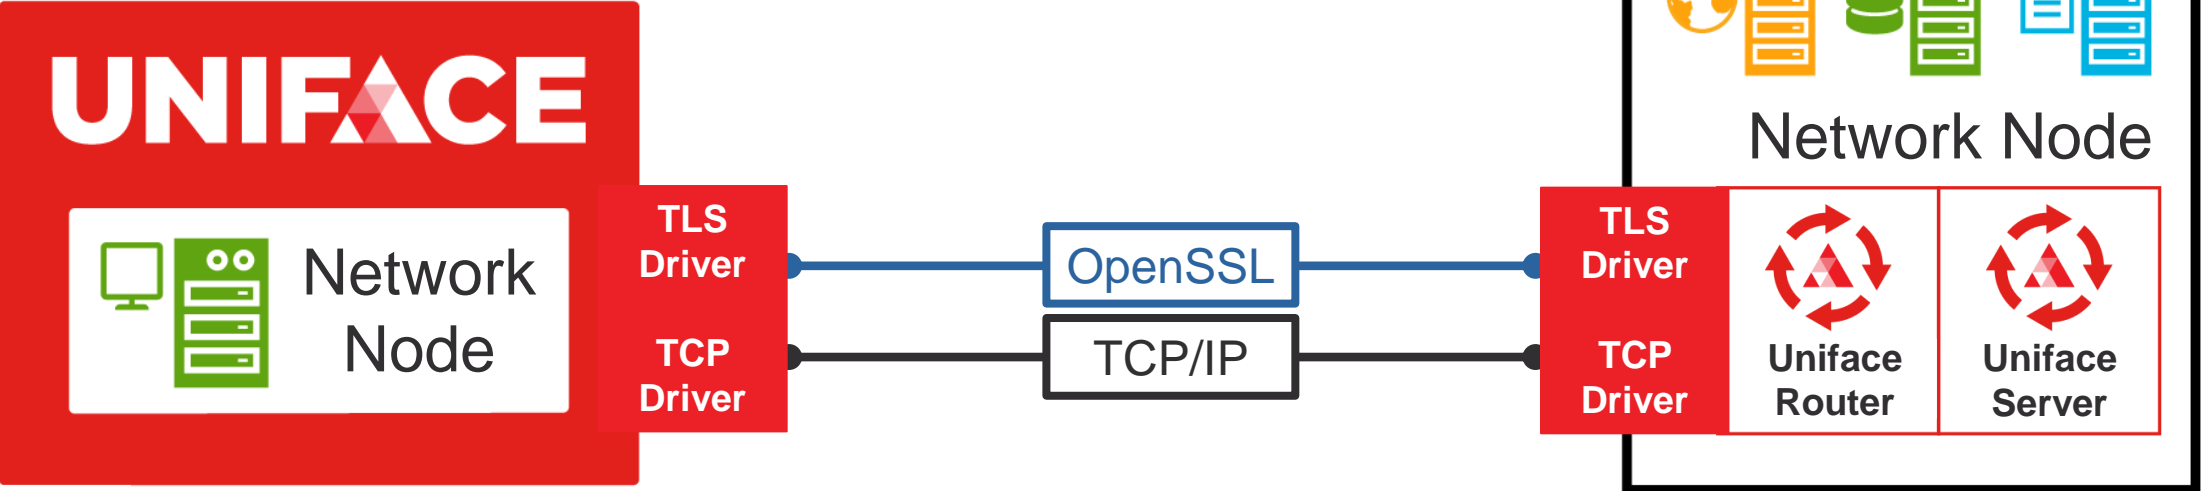 UNIFACE
Network
Node
TLS
Driver
TCP
Driver
OpenSSL
TCP/IP
Network Node
TLS
Driver
TCP
Driver
Uniface
Router
Uniface
Server